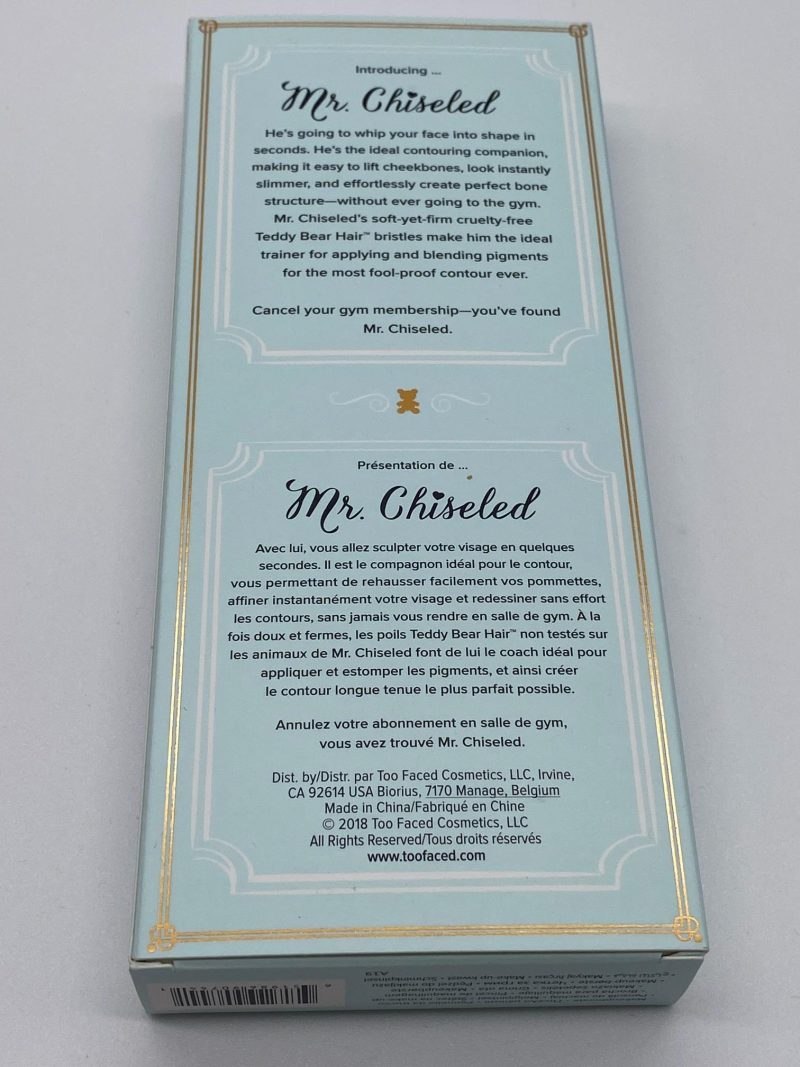 Introducing ...
Mr. Chiseled
He's going to whip your face into shape in
seconds. He's the ideal contouring companion,
making it easy to lift cheekbones, look instantly
slimmer, and effortlessly create perfect bone
structure—without ever going to the gym.
Mr. Chiseled's soft-yet-firm cruelty-free
Teddy Bear Hair™ bristles make him the ideal
trainer for applying and blending pigments
for the most fool-proof contour ever.
Cancel your gym membership—you've found
Mr. Chiseled.
Présentation de ...
Mr. Chiseled
Avec lui, vous allez sculpter votre visage en quelques
secondes. Il est le compagnon idéal pour le contour,
vous permettant de rehausser facilement vos pommettes,
affiner instantanément votre visage et redessiner sans effort
les contours, sans jamais vous rendre en salle de gym. À la
fois doux et fermes, les poils Teddy Bear Hair™ non testés sur
les animaux de Mr. Chiseled font de lui le coach idéal pour
appliquer et estomper les pigments, et ainsi créer
le contour longue tenue le plus parfait possible.
Annulez votre abonnement en salle de gym,
vous avez trouvé Mr. Chiseled.
Dist. by/Distr. par Too Faced Cosmetics, LLC, Irvine,
CA 92614 USA Biorius, 7170 Manage, Belgium
Made in China/Fabriqué en Chine
© 2018 Too Faced Cosmetics, LLC
All Rights Reserved/Tous droits réservés
www.toofaced.com
A19